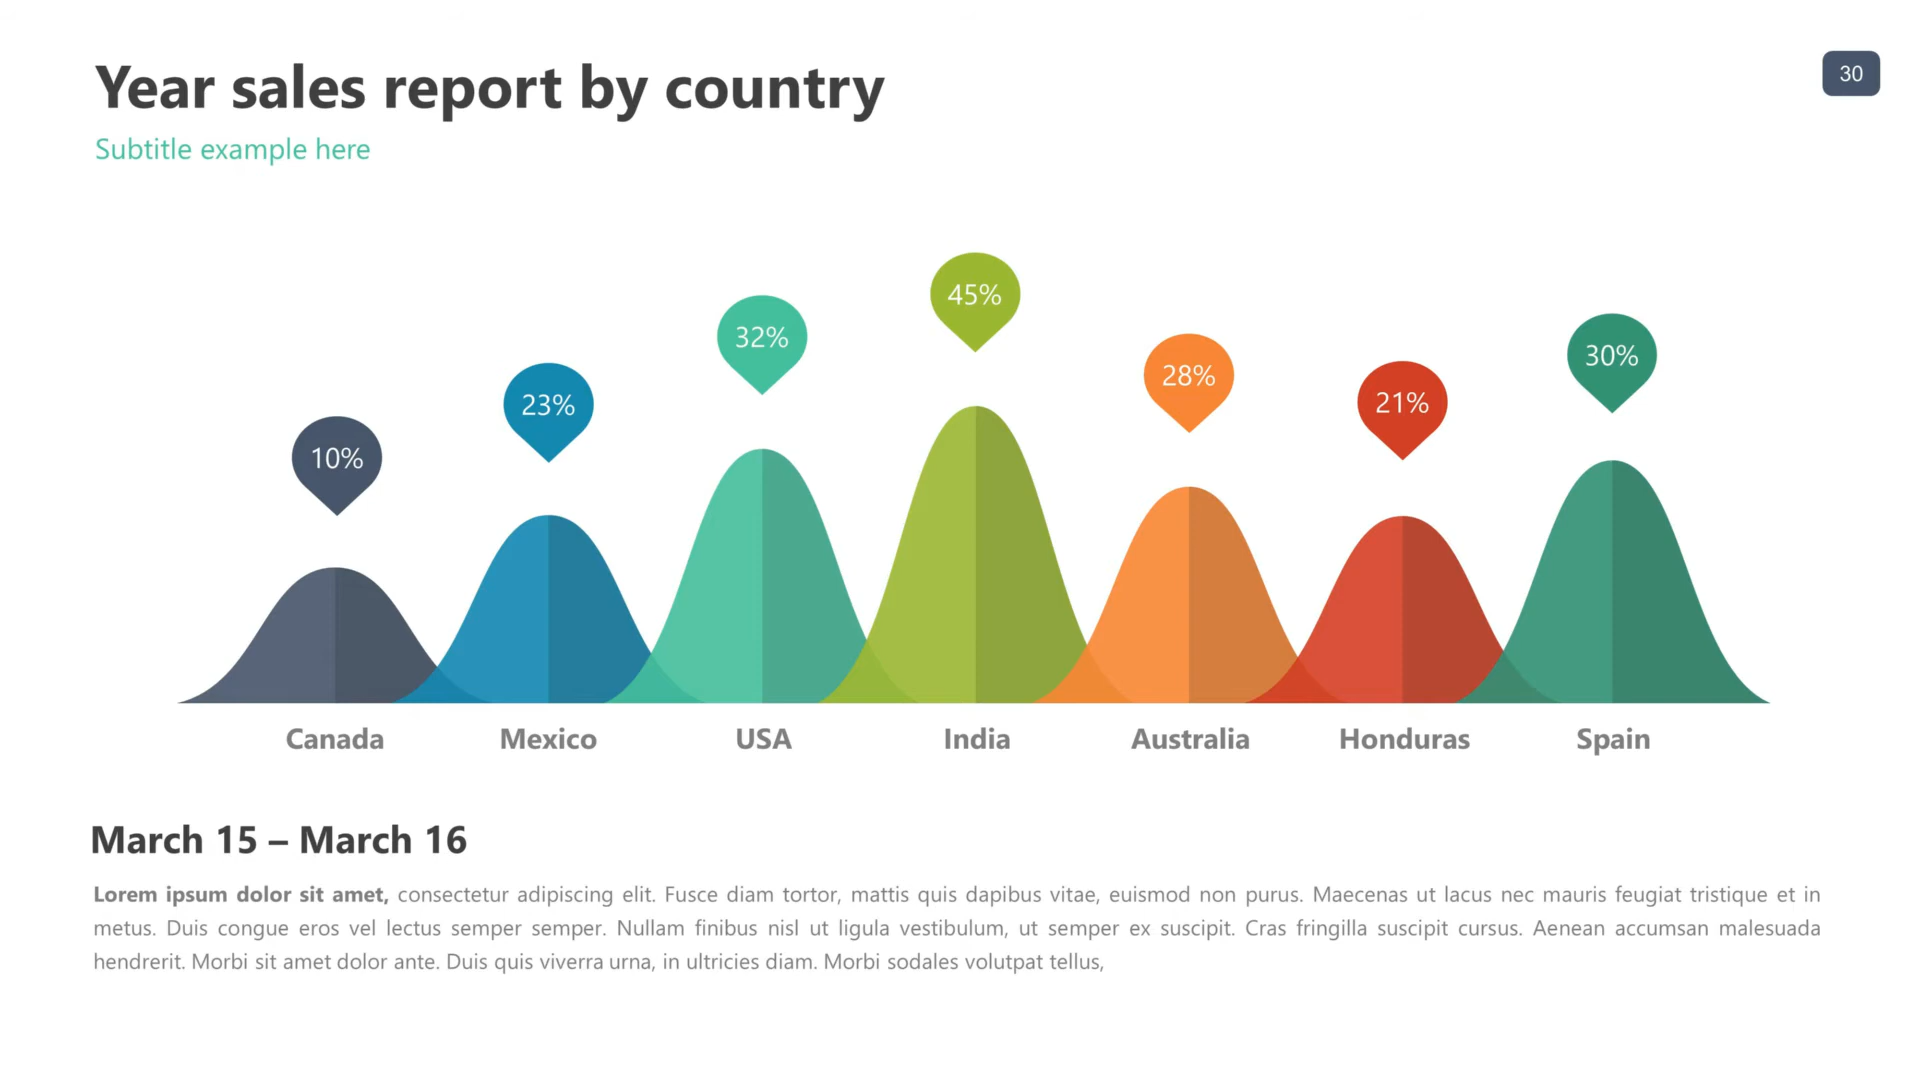 Year sales report by country
30
Subtitle example here
45%
32%
30%
28%
23%
21%
10%
Canada Mexico USA India Australia Honduras Spain
March 15 – March 16
Lorem ipsum dolor sit amet, consectetur adipiscing elit. Fusce diam tortor, mattis quis dapibus vitae, euismod non purus. Maecenas ut lacus nec mauris feugiat tristique et in
metus. Duis congue eros vel lectus semper semper. Nullam finibus nisl ut ligula vestibulum, ut semper ex suscipit. Cras fringilla suscipit cursus. Aenean accumsan malesuada
hendrerit. Morbi sit amet dolor ante. Duis quis viverra urna, in ultricies diam. Morbi sodales volutpat tellus,